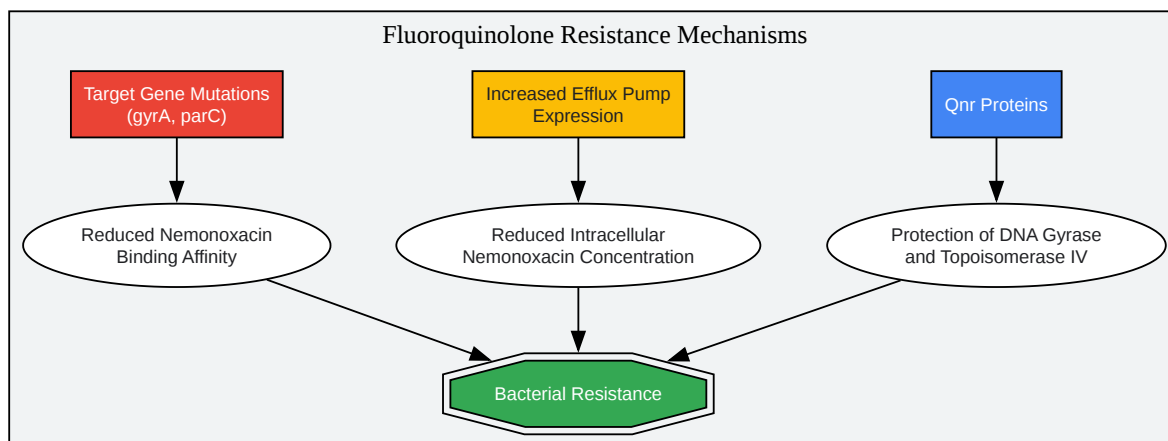 Fluoroquinolone Resistance Mechanisms
Target Gene Mutations
(gyrA, parC)
Increased Efflux Pump
Expression
Qnr Proteins
Reduced Nemonoxacin
Binding Affinity
Reduced Intracellular
Nemonoxacin Concentration
Protection of DNA Gyrase
and Topoisomerase IV
Bacterial Resistance